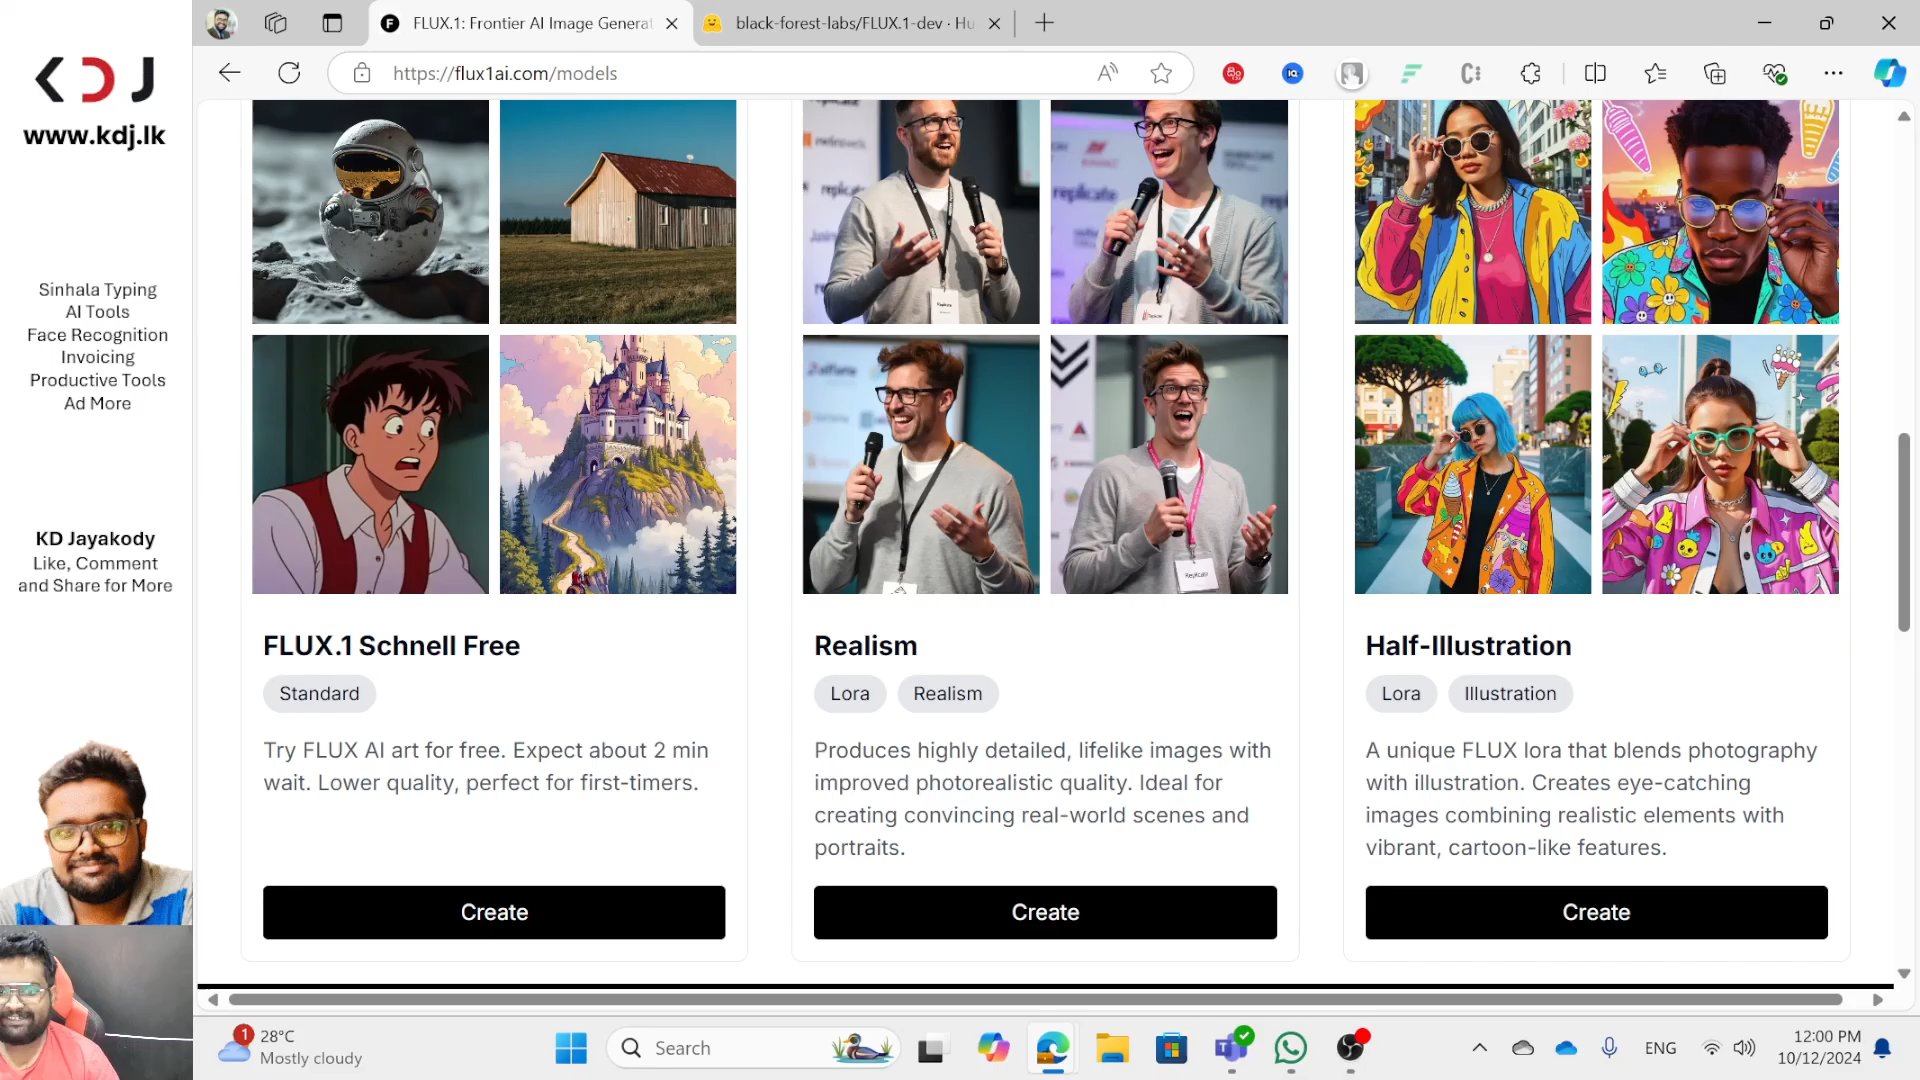 KDJ
www.kdj.lk
Sinhala Typing
AI Tools
Face Recognition
Invoicing
Productive Tools
Ad More
KD Jayakody
Like, Comment
and Share for More
FLUX.1: Frontier AI Image Generat
black-forest-labs/FLUX.1-dev · Hu
https://flux1ai.com/models
replicate
Replicate
FLUX.1 Schnell Free
Standard
Try FLUX AI art for free. Expect about 2 min
wait. Lower quality, perfect for first-timers.
Create
Realism
Lora
Realism
Produces highly detailed, lifelike images with
improved photorealistic quality. Ideal for
creating convincing real-world scenes and
portraits.
Create
Half-Illustration
Lora
Illustration
A unique FLUX lora that blends photography
with illustration. Creates eye-catching
images combining realistic elements with
vibrant, cartoon-like features.
Create
1
28°C
Mostly cloudy
Search
ENG
12:00 PM
10/12/2024